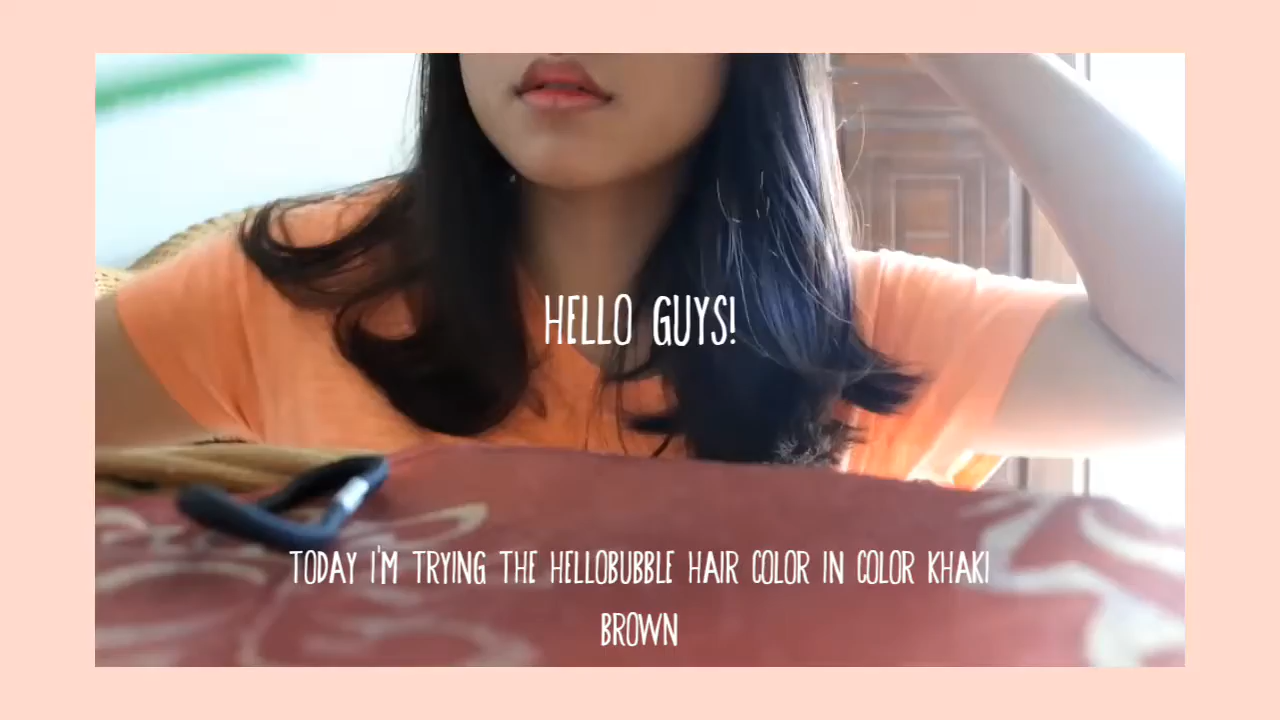 HELLO GUYS!
TODAY I'M TRYING THE HELLOBUBBLE HAIR COLOR IN COLOR KHAKI
BROWN